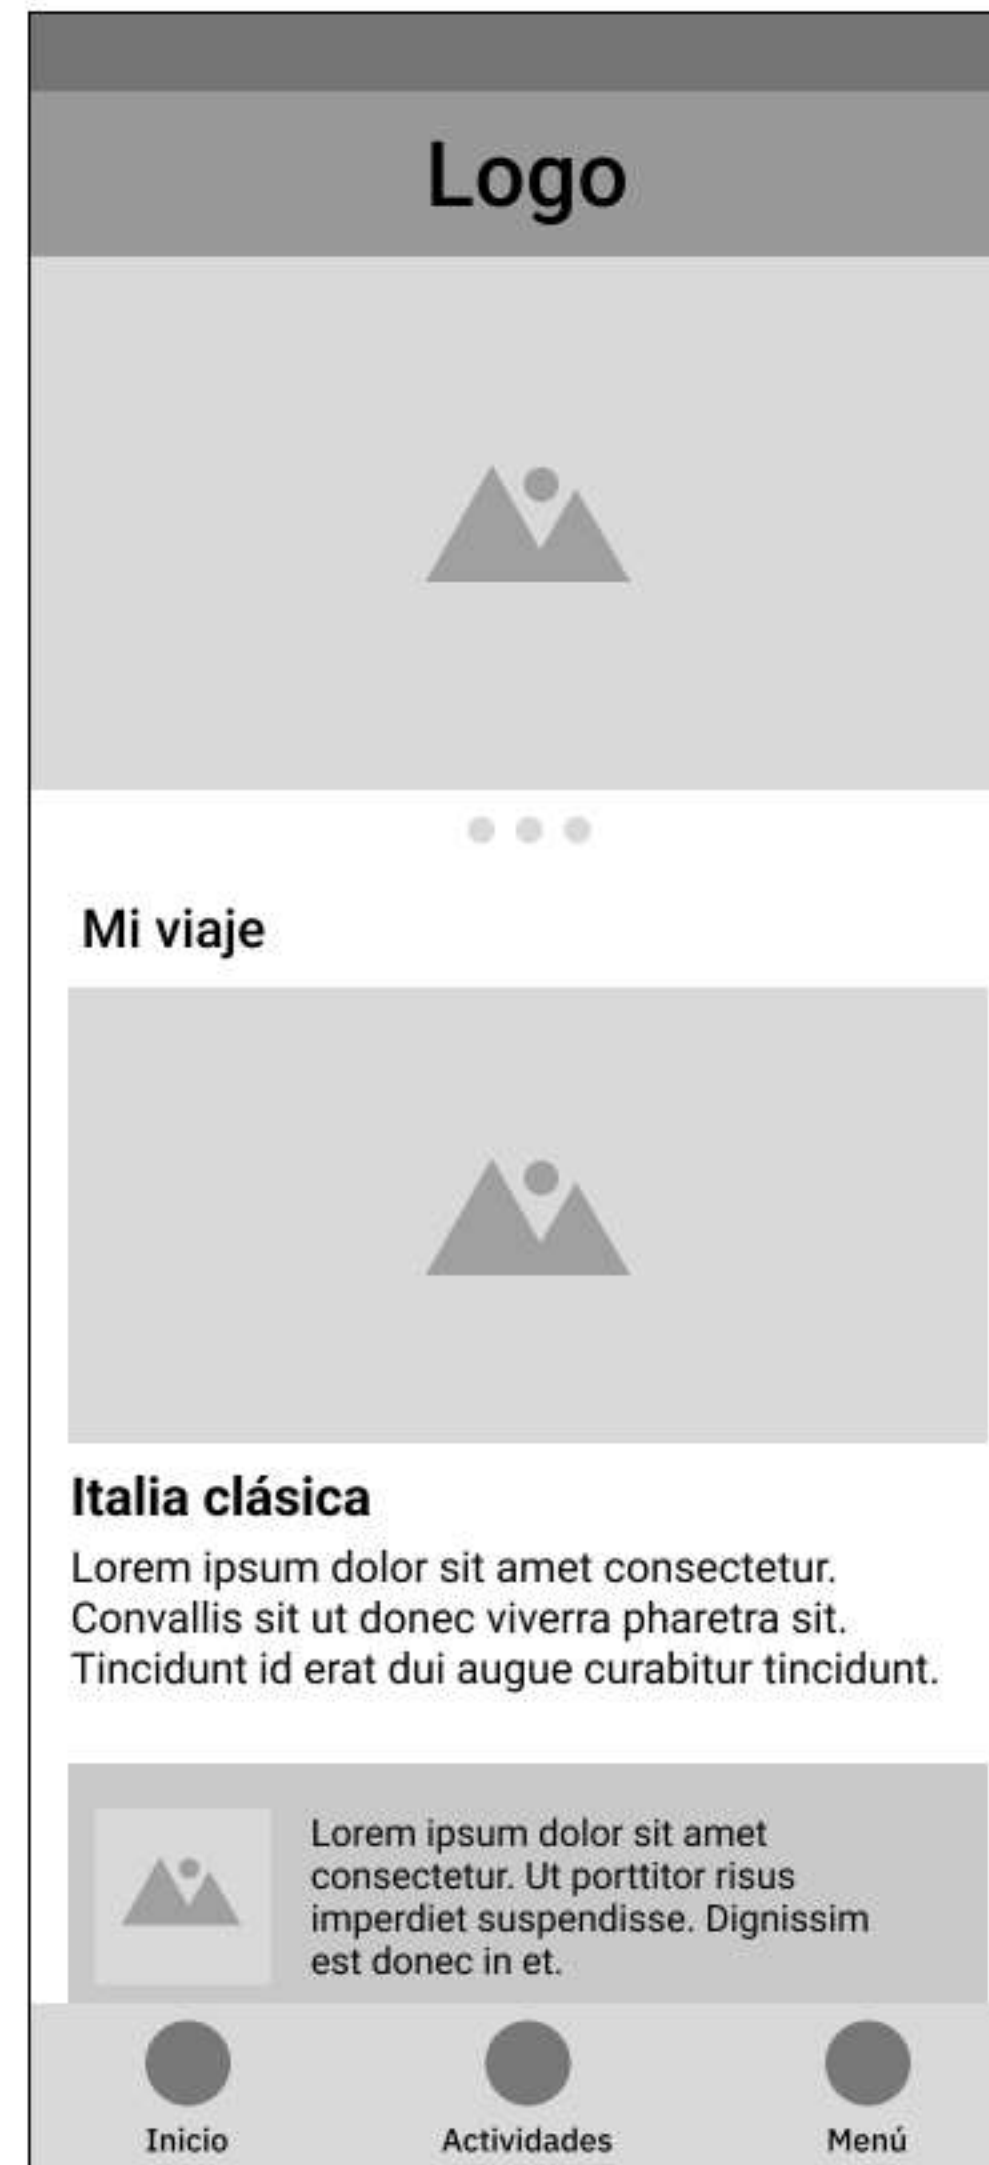 Logo
Mi viaje
Italia clásica
Lorem ipsum dolor sit amet consectetur.
Convallis sit ut donec viverra pharetra sit.
Tincidunt id erat dui augue curabitur tincidunt.
Lorem ipsum dolor sit amet
consectetur. Ut porttitor risus
imperdiet suspendisse. Dignissim
est donec in et.
Inicio
Actividades
Menú